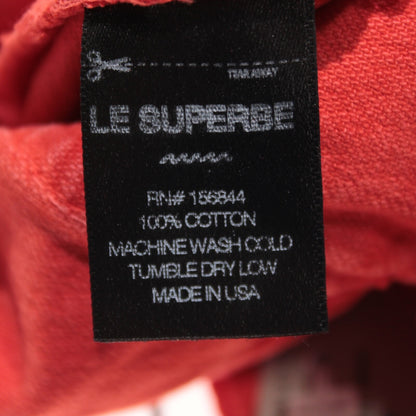 TEAR AWAY
LE SUPERBE
RN# 156844
100% COTTON
MACHINE WASH COLD
TUMBLE DRY LOW
MADE IN USA